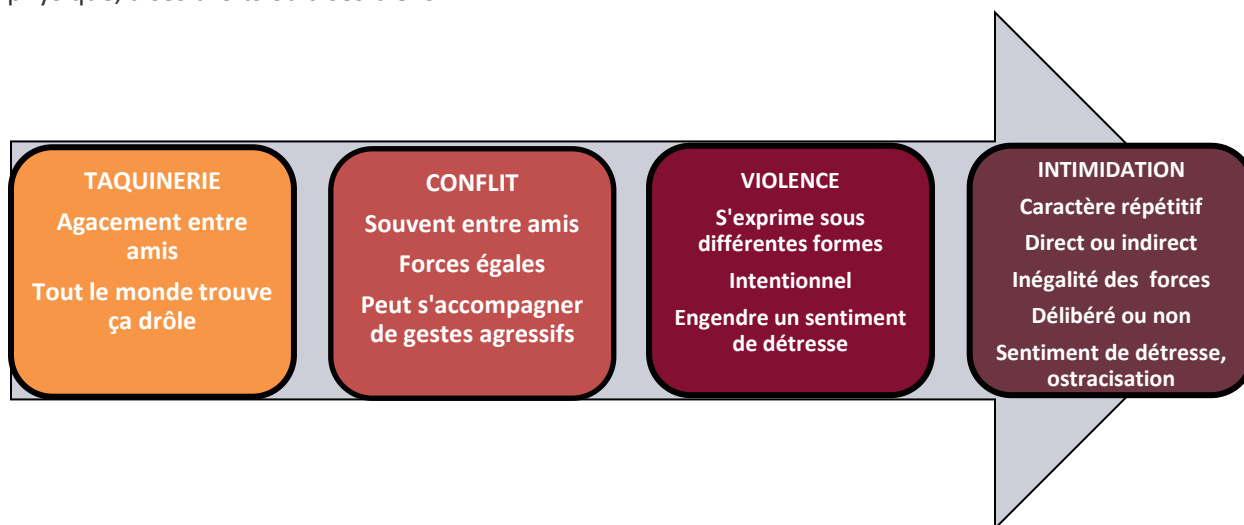 TAQUINERIE
Agacement entre
amis
Tout le monde trouve
ça drôle
CONFLIT
Souvent entre amis
Forces égales
Peut s'accompagner
de gestes agressifs
VIOLENCE
S'exprime sous
différentes formes
Intentionnel
Engendre un sentiment
de détresse
INTIMIDATION
Caractère répétitif
Direct ou indirect
Inégalité des forces
Délibéré ou non
Sentiment de détresse,
ostracisation